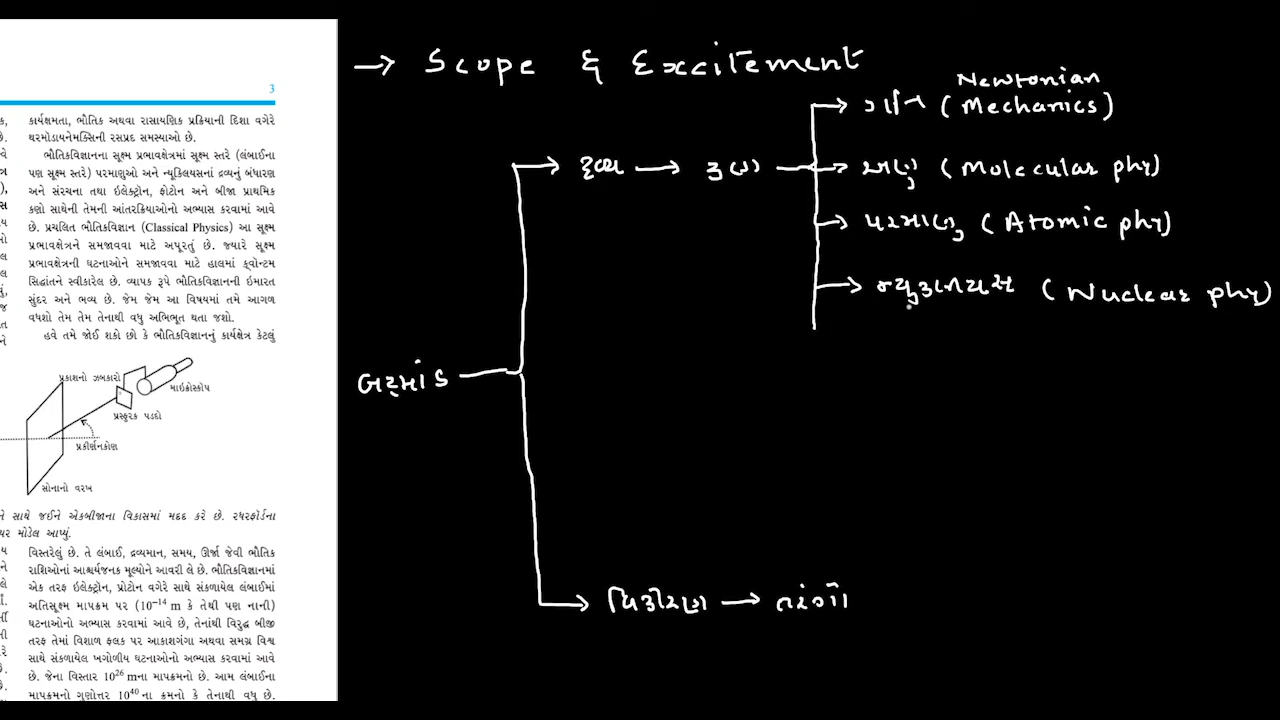 3
કાર્યક્ષમતા, ભૌતિક અથવા રાસાયણિક પ્રક્રિયાની દિશા વગેરે
થરમોડાયનેમિક્સની રસપ્રદ સમસ્યાઓ છે.
ભૌતિકવિજ્ઞાનના સૂક્ષ્મ પ્રભાવક્ષેત્રમાં સૂક્ષ્મ સ્તરે (લંબાઈના
પણ સૂક્ષ્મ સ્તરે) પરમાણુઓ અને ન્યૂક્લિયસનાં દ્રવ્યનું બંધારણ
અને સંરચના તથા ઇલેક્ટ્રોન, ફોટોન અને બીજા પ્રાથમિક
કણો સાથેની તેમની આંતરક્રિયાઓનો અભ્યાસ કરવામાં આવે
છે. પ્રચલિત ભૌતિકવિજ્ઞાન (Classical Physics) આ સૂક્ષ્મ
પ્રભાવક્ષેત્રને સમજાવવા માટે અપૂરતું છે. જ્યારે સૂક્ષ્મ
પ્રભાવક્ષેત્રની ઘટનાઓને સમજાવવા માટે હાલમાં ક્વૉન્ટમ
સિદ્ધાંતને સ્વીકારેલ છે. વ્યાપક રૂપે ભૌતિકવિજ્ઞાનની ઇમારત
સુંદર અને ભવ્ય છે. જેમ જેમ આ વિષયમાં તમે આગળ
વધશો તેમ તેમ તેનાથી વધુ અભિભૂત થતા જશો.
હવે તમે જોઈ શકો છો કે ભૌતિકવિજ્ઞાનનું કાર્યક્ષેત્ર કેટલું
પ્રકાશનો ઝબકારો
માઇક્રોસ્કોપ
પ્રસ્ફુરક પડદો
પ્રકીર્ણનકોણ
સોનાનો વરખ
ને સાથે જઈને એકબીજાના વિકાસમાં મદદ કરે છે. રધરફૉર્ડના
યર મોડેલ આપ્યું.
વિસ્તરેલું છે. તે લંબાઈ, દ્રવ્યમાન, સમય, ઊર્જા જેવી ભૌતિક
રાશિઓનાં આશ્ચર્યજનક મૂલ્યોને આવરી લે છે. ભૌતિકવિજ્ઞાનમાં
એક તરફ ઇલેક્ટ્રોન, પ્રોટોન વગેરે સાથે સંકળાયેલ લંબાઈમાં
અતિસૂક્ષ્મ માપક્રમ પર (10⁻¹⁴ m કે તેથી પણ નાની)
ઘટનાઓનો અભ્યાસ કરવામાં આવે છે, તેનાંથી વિરુદ્ધ બીજી
તરફ તેમાં વિશાળ ફલક પર આકાશગંગા અથવા સમગ્ર વિશ્વ
સાથે સંકળાયેલ ખગોળીય ઘટનાઓનો અભ્યાસ કરવામાં આવે
છે. જેના વિસ્તાર 10²⁶ mના માપક્રમનો છે. આમ લંબાઈના
માપક્રમનો ગુણોત્તર 10⁴⁰ ના ક્રમનો કે તેનાથી વધુ છે.
→ Scope & Excitement
Newtonian
→ ગતિ (Mechanics)
→ દ્રવ્ય → કણ
→ અણુ (Molecular phy)
→ પરમાણુ (Atomic phy)
→ ન્યુક્લીયસ (Nuclear phy)
બ્રહ્માંડ
→ વિકીરણ → તરંગો